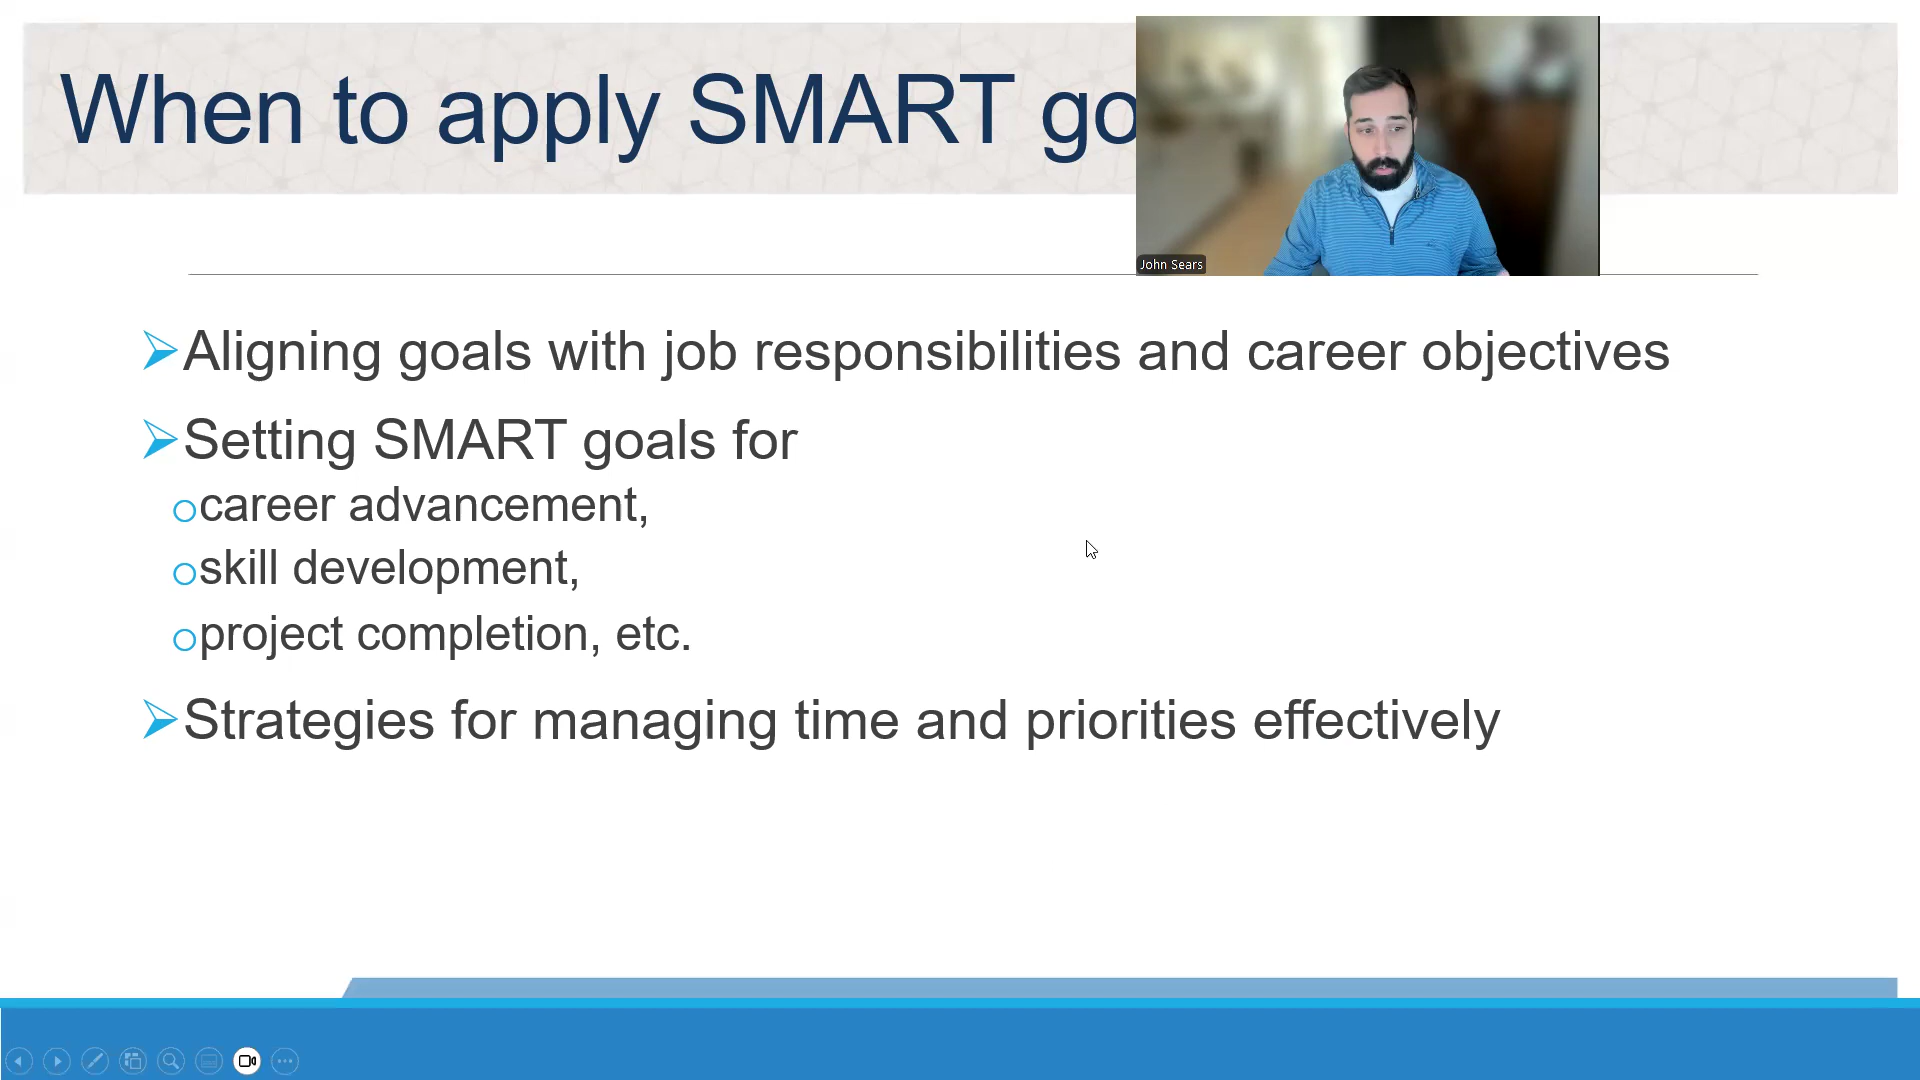 When to apply SMART go
John Sears
Aligning goals with job responsibilities and career objectives
Setting SMART goals for
career advancement,
skill development,
project completion, etc.
Strategies for managing time and priorities effectively